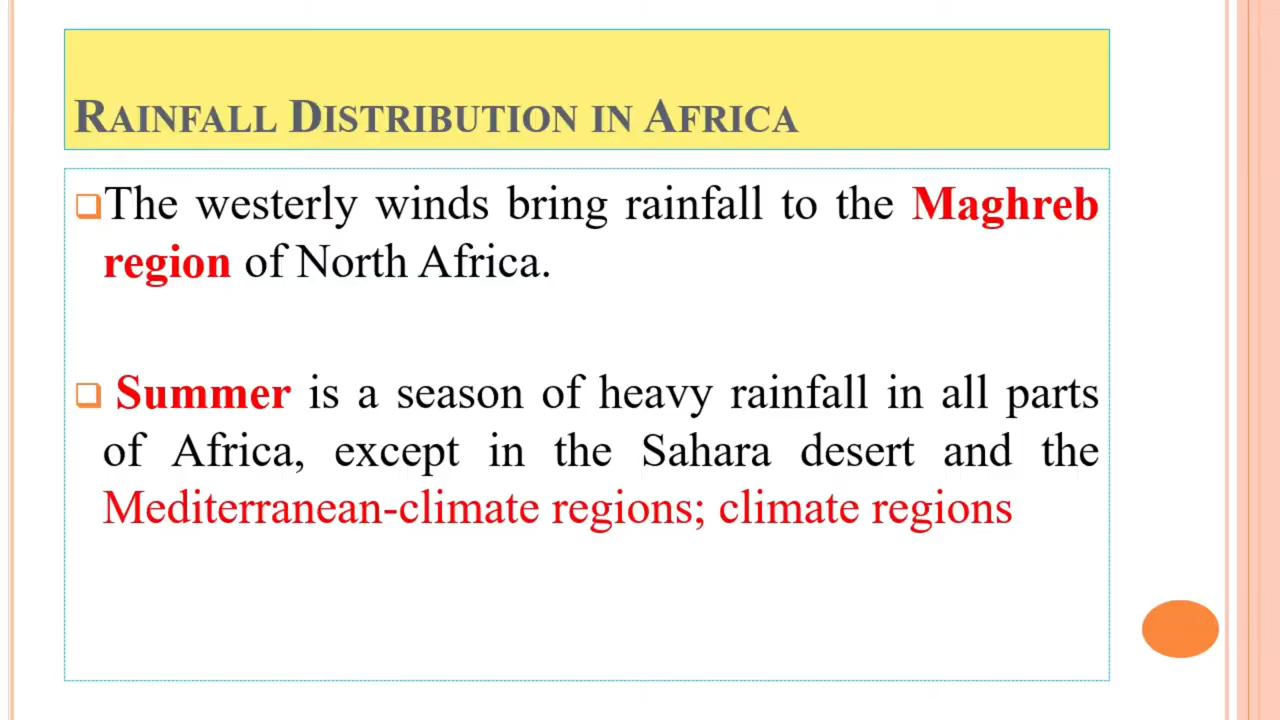 RAINFALL DISTRIBUTION IN AFRICA
The westerly winds bring rainfall to the Maghreb
region of North Africa.
Summer is a season of heavy rainfall in all parts
of Africa, except in the Sahara desert and the
Mediterranean-climate regions; climate regions